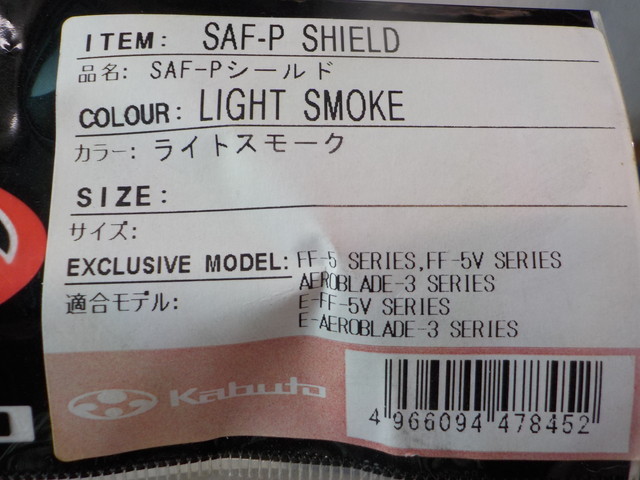 ITEM: SAF-P SHIELD
品名: SAF-Pシールド
COLOUR: LIGHT SMOKE
カラー: ライトスモーク
SIZE:
サイズ:
EXCLUSIVE MODEL: FF-5 SERIES,FF-5V SERIES
AEROBLADE-3 SERIES
適合モデル: E-FF-5V SERIES
E-AEROBLADE-3 SERIES
Kabuto
4 966094 478452